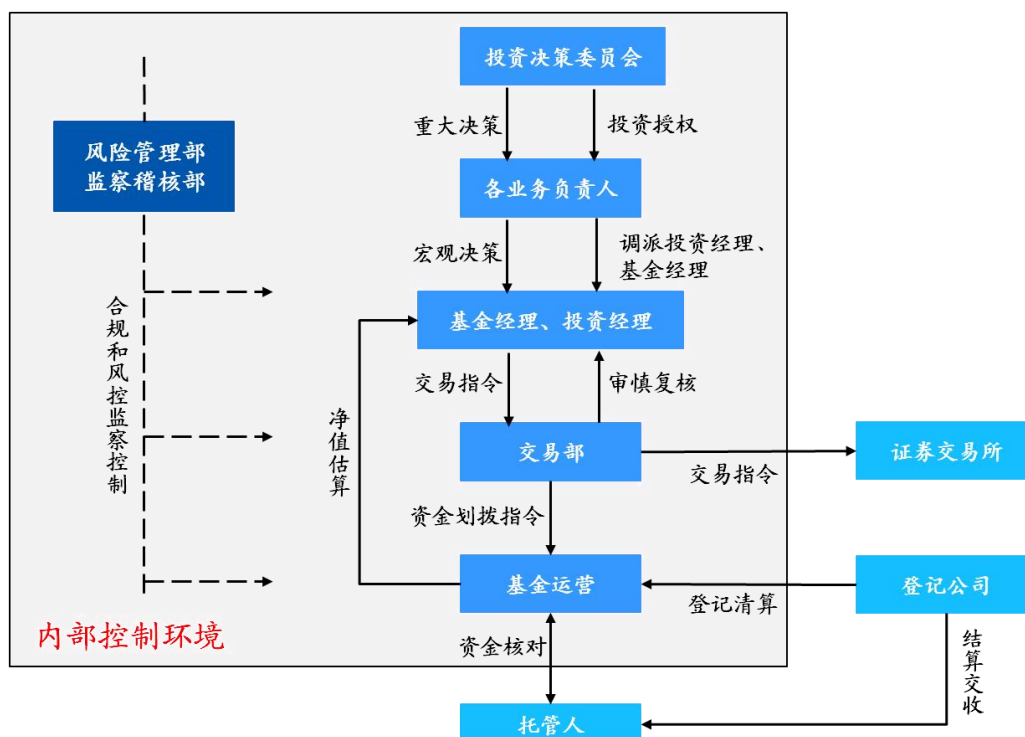 投资决策委员会
重大决策
投资授权
风险管理部
监察稽核部
各业务负责人
宏观决策
调派投资经理、
基金经理
合规和风控监察控制
基金经理、投资经理
交易指令
审慎复核
净值估算
交易部
交易指令
证券交易所
资金划拨指令
基金运营
登记清算
登记公司
内部控制环境
资金核对
结算交收
托管人